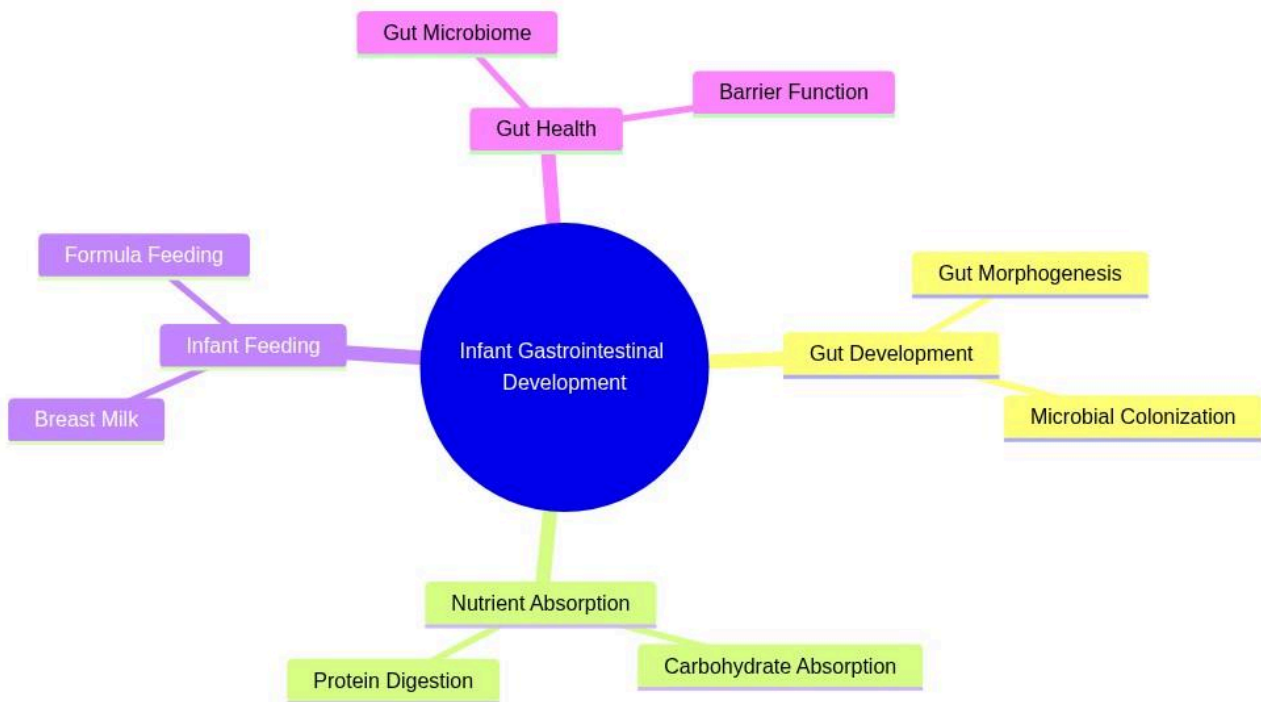 Gut Microbiome
Barrier Function
Gut Health
Formula Feeding
Gut Morphogenesis
Infant Feeding
Infant Gastrointestinal
Development
Gut Development
Breast Milk
Microbial Colonization
Nutrient Absorption
Carbohydrate Absorption
Protein Digestion